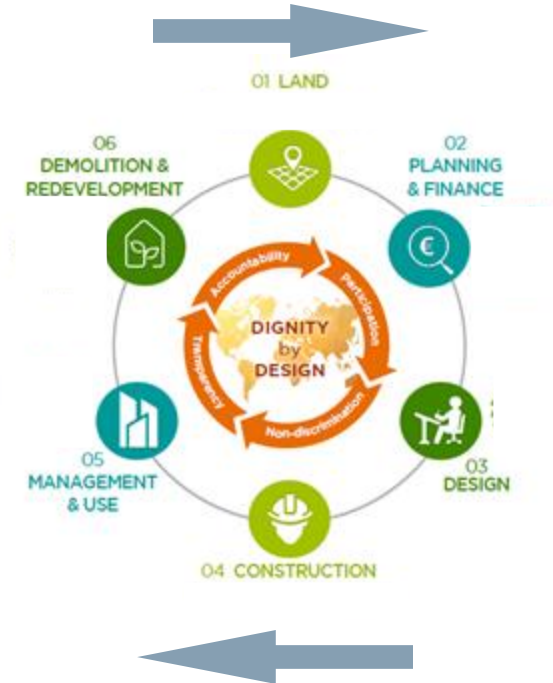 01 LAND
02
PLANNING
& FINANCE
03
DESIGN
04 CONSTRUCTION
05
MANAGEMENT
& USE
06
DEMOLITION &
REDEVELOPMENT
Accountability
Participation
Non-discrimination
Tranparency
DIGNITY
by
DESIGN
€